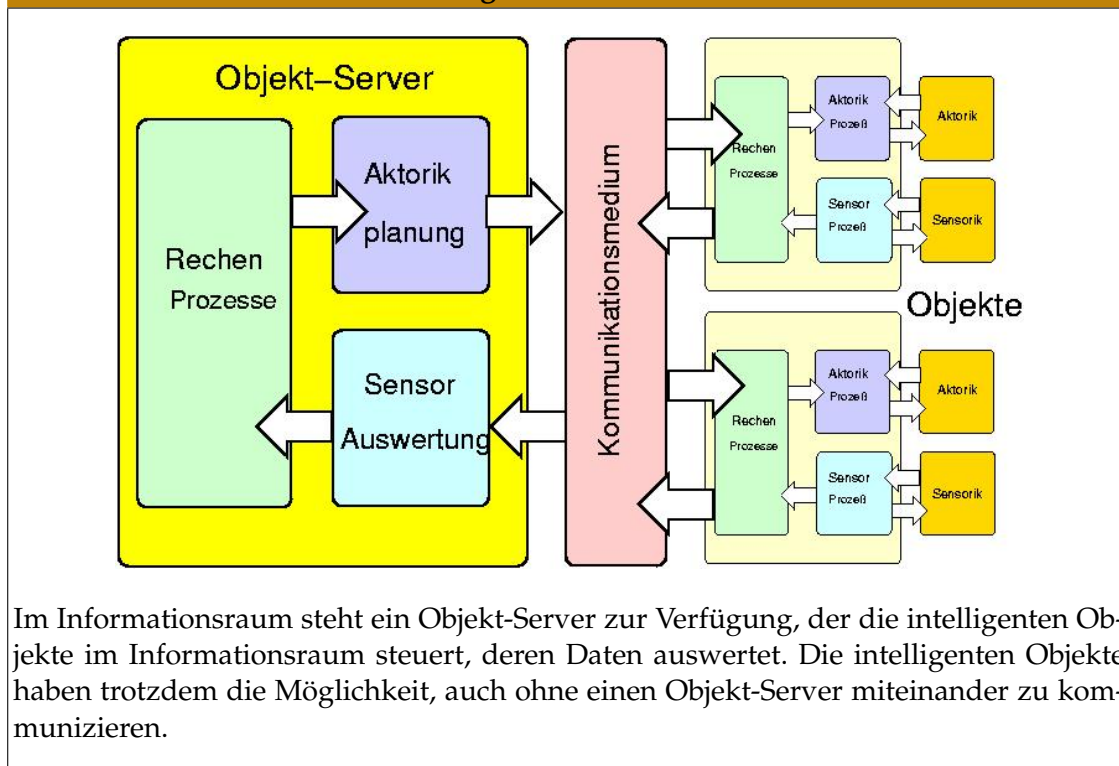 Objekt–Server
Rechen
Prozesse
Aktorik
planung
Sensor
Auswertung
Kommunikationsmedium
Rechen
Prozesse
Aktorik
Prozeß
Sensor
Prozeß
Aktorik
Sensorik
Objekte
Rechen
Prozesse
Aktorik
Prozeß
Sensor
Prozeß
Aktorik
Sensorik
Im Informationsraum steht ein Objekt-Server zur Verfügung, der die intelligenten Ob-
jekte im Informationsraum steuert, deren Daten auswertet. Die intelligenten Objekte
haben trotzdem die Möglichkeit, auch ohne einen Objekt-Server miteinander zu kom-
munizieren.